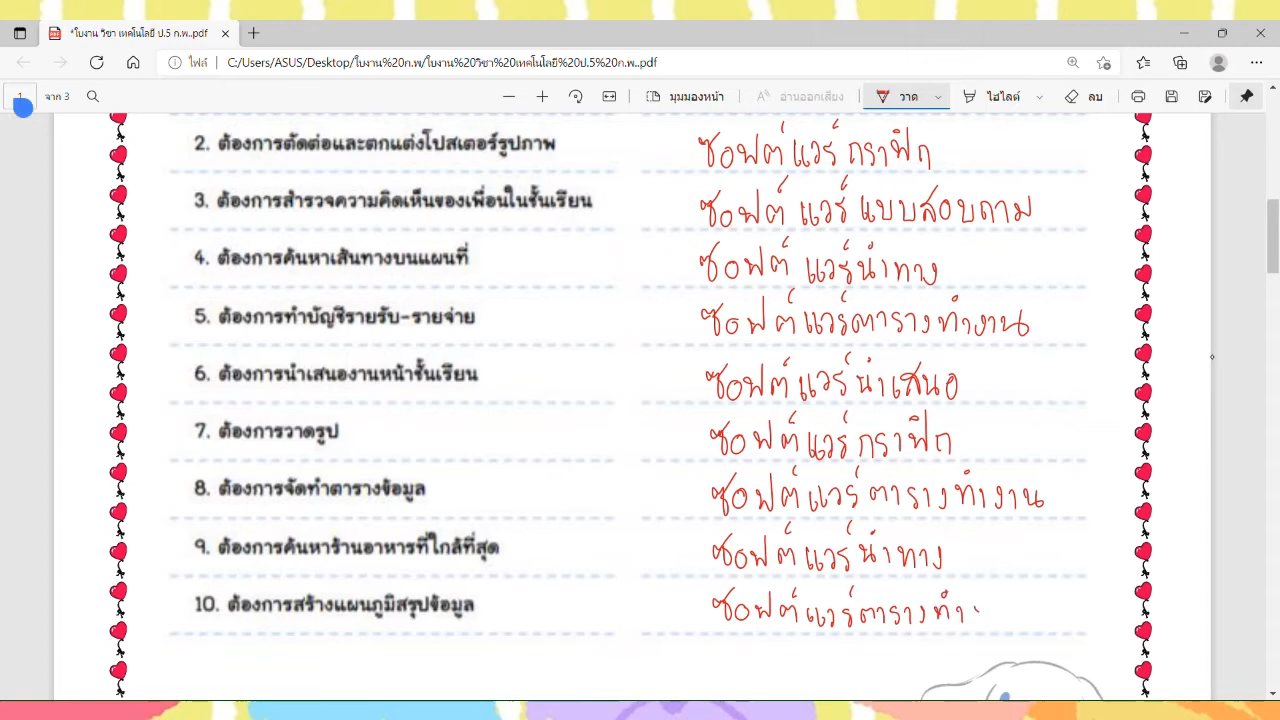 *ใบงาน วิชา เทคโนโลยี ป.5 ก.พ..pdf
ไฟล์ C:/Users/ASUS/Desktop/ใบงาน%20ก.พ/ใบงาน%20วิชา%20เทคโนโลยี%20ป.5%20ก.พ..pdf
1 จาก 3 มุมมองหน้า อ่านออกเสียง วาด ไฮไลต์ ลบ
2. ต้องการตัดต่อและตกแต่งโปสเตอร์รูปภาพ ซอฟต์แวร์กราฟิก
3. ต้องการสำรวจความคิดเห็นของเพื่อนในชั้นเรียน ซอฟต์แวร์แบบสอบถาม
4. ต้องการค้นหาเส้นทางบนแผนที่ ซอฟต์แวร์นำทาง
5. ต้องการทำบัญชีรายรับ-รายจ่าย ซอฟต์แวร์ตารางทำงาน
6. ต้องการนำเสนองานหน้าชั้นเรียน ซอฟต์แวร์นำเสนอ
7. ต้องการวาดรูป ซอฟต์แวร์กราฟิก
8. ต้องการจัดทำตารางข้อมูล ซอฟต์แวร์ตารางทำงาน
9. ต้องการค้นหาร้านอาหารที่ใกล้ที่สุด ซอฟต์แวร์นำทาง
10. ต้องการสร้างแผนภูมิสรุปข้อมูล ซอฟต์แวร์ตารางทำ